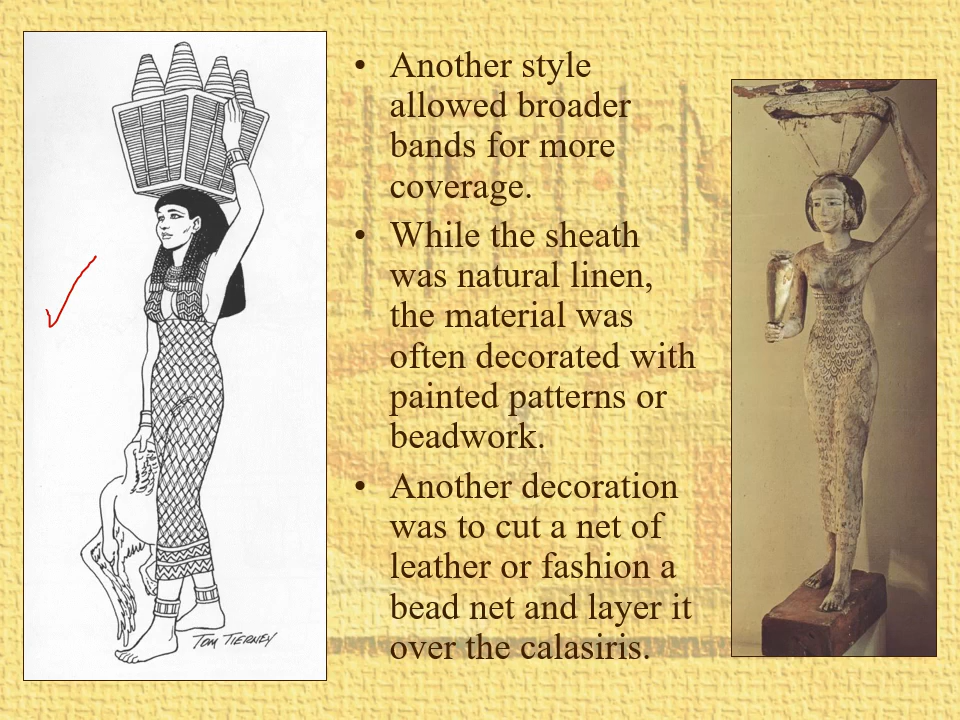 • Another style
allowed broader
bands for more
coverage.
• While the sheath
was natural linen,
the material was
often decorated with
painted patterns or
beadwork.
• Another decoration
was to cut a net of
leather or fashion a
bead net and layer it
over the calasiris.
TOM TIERNEY